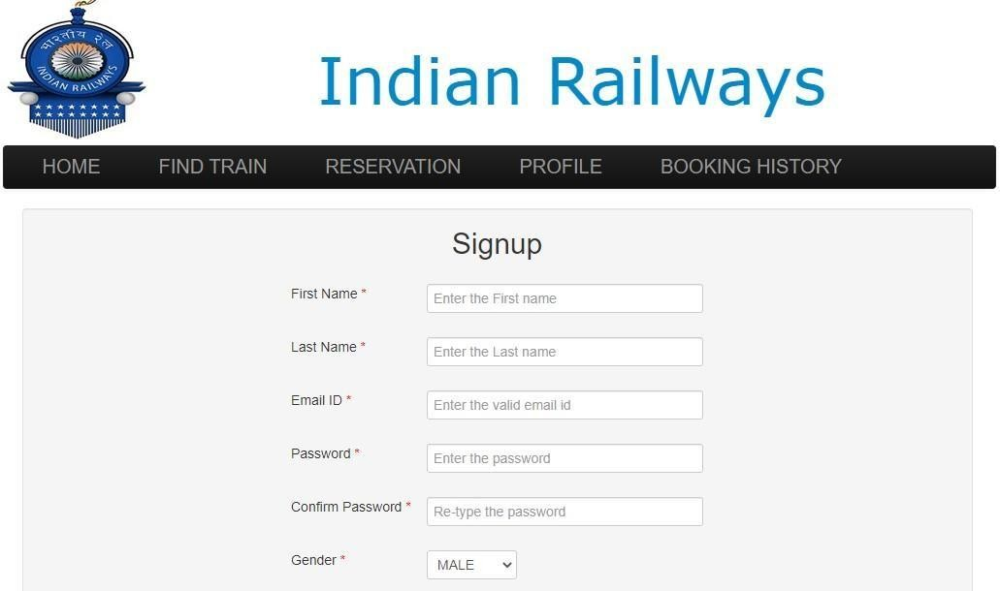 भारतीय रेल
INDIAN RAILWAYS
Indian Railways
HOME FIND TRAIN RESERVATION PROFILE BOOKING HISTORY
Signup
First Name * Enter the First name
Last Name * Enter the Last name
Email ID * Enter the valid email id
Password * Enter the password
Confirm Password * Re-type the password
Gender * MALE